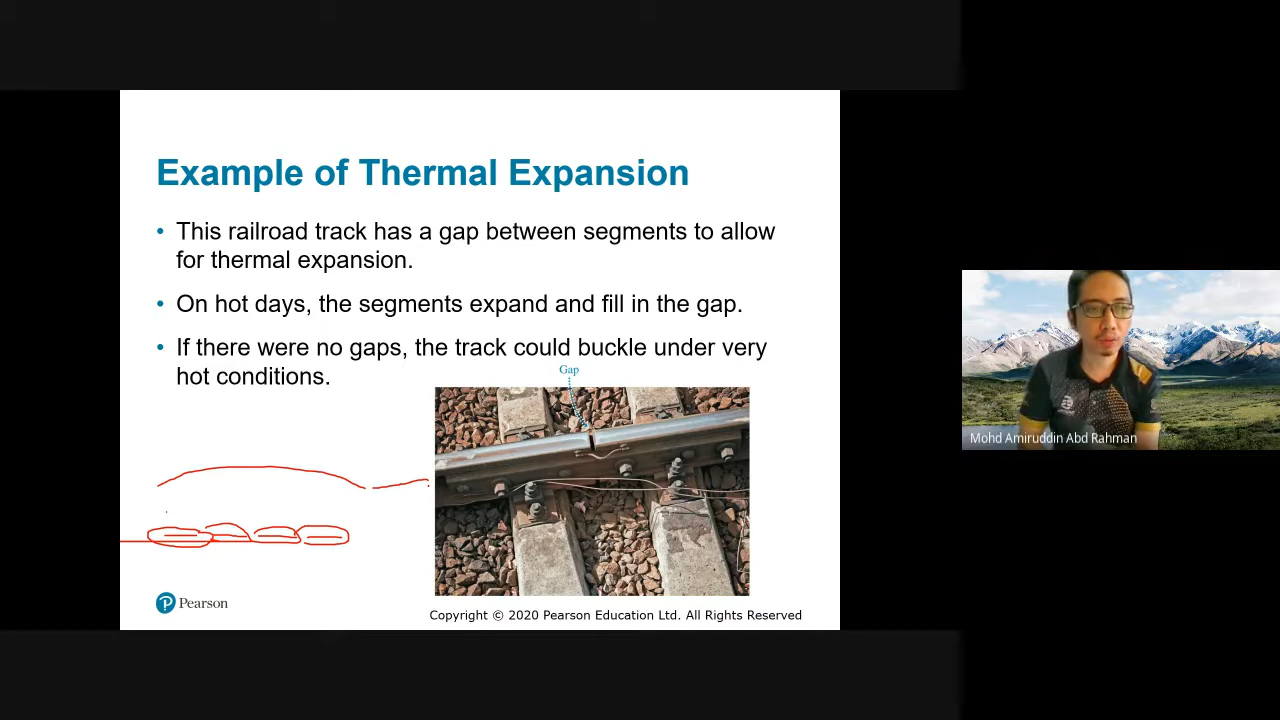 Example of Thermal Expansion
• This railroad track has a gap between segments to allow
for thermal expansion.
• On hot days, the segments expand and fill in the gap.
• If there were no gaps, the track could buckle under very
hot conditions.
Gap
Mohd Amiruddin Abd Rahman
P Pearson
Copyright © 2020 Pearson Education Ltd. All Rights Reserved